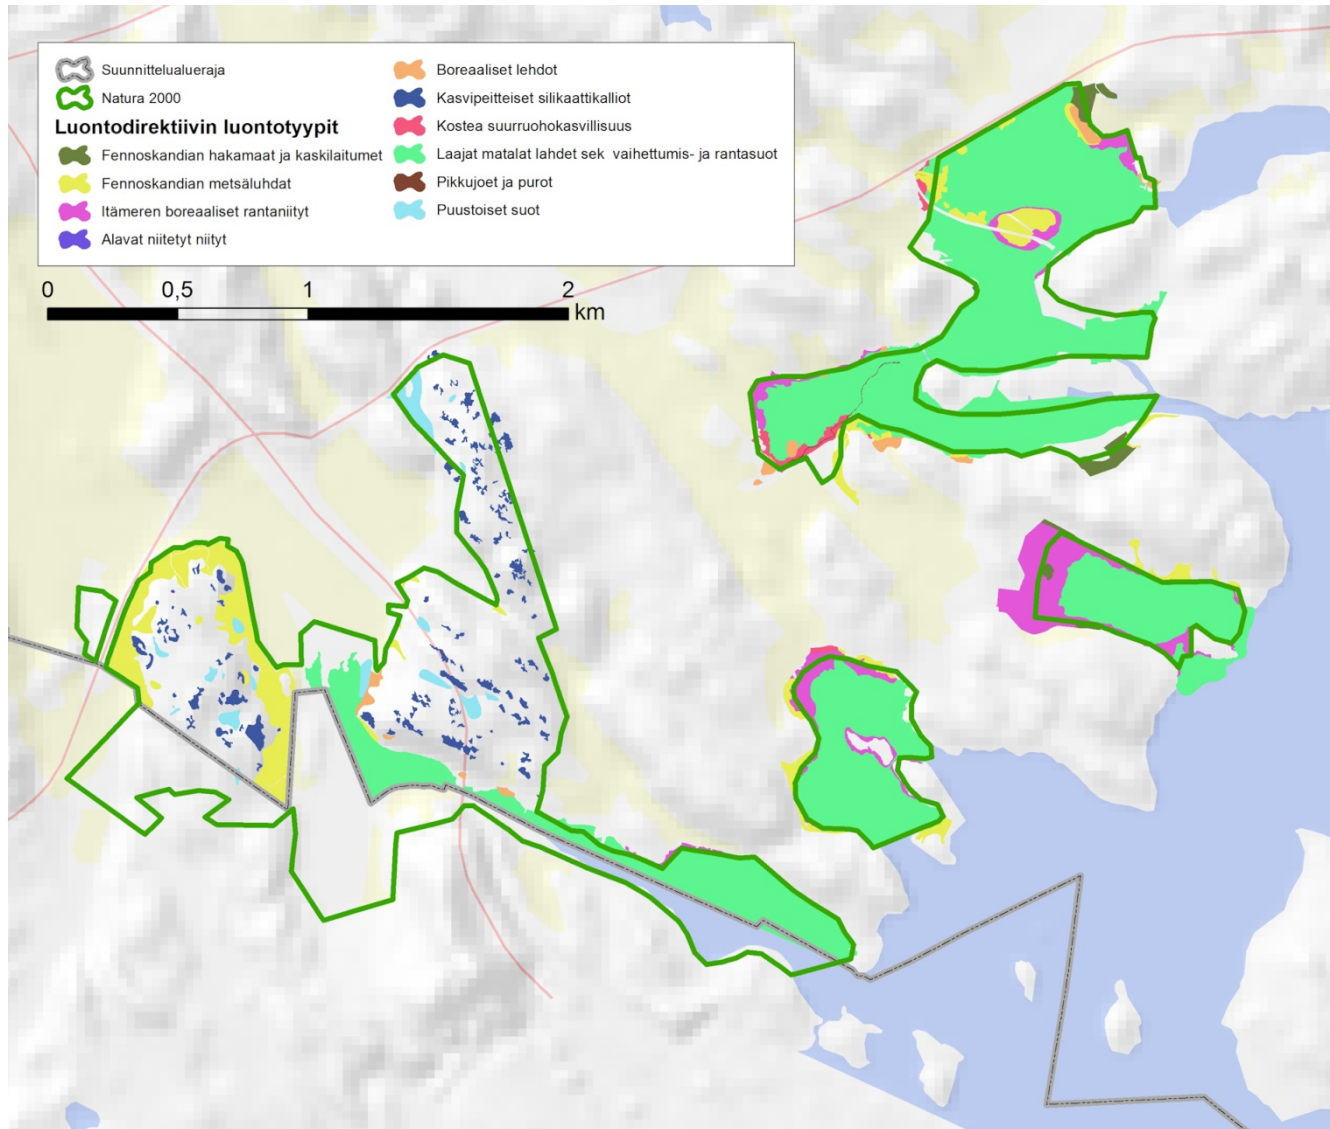 Suunnittelualueraja
Natura 2000
Luontodirektiivin luontotyypit
Fennoskandian hakamaat ja kaskilaitumet
Fennoskandian metsäluhdat
Itämeren boreaaliset rantaniityt
Alavat niitetyt niityt
Boreaaliset lehdot
Kasvipeitteiset silikaattikalliot
Kostea suurruohokasvillisuus
Laajat matalat lahdet sek vaihettumis- ja rantasuot
Pikkujoet ja purot
Puustoiset suot
0 0,5 1 2
km